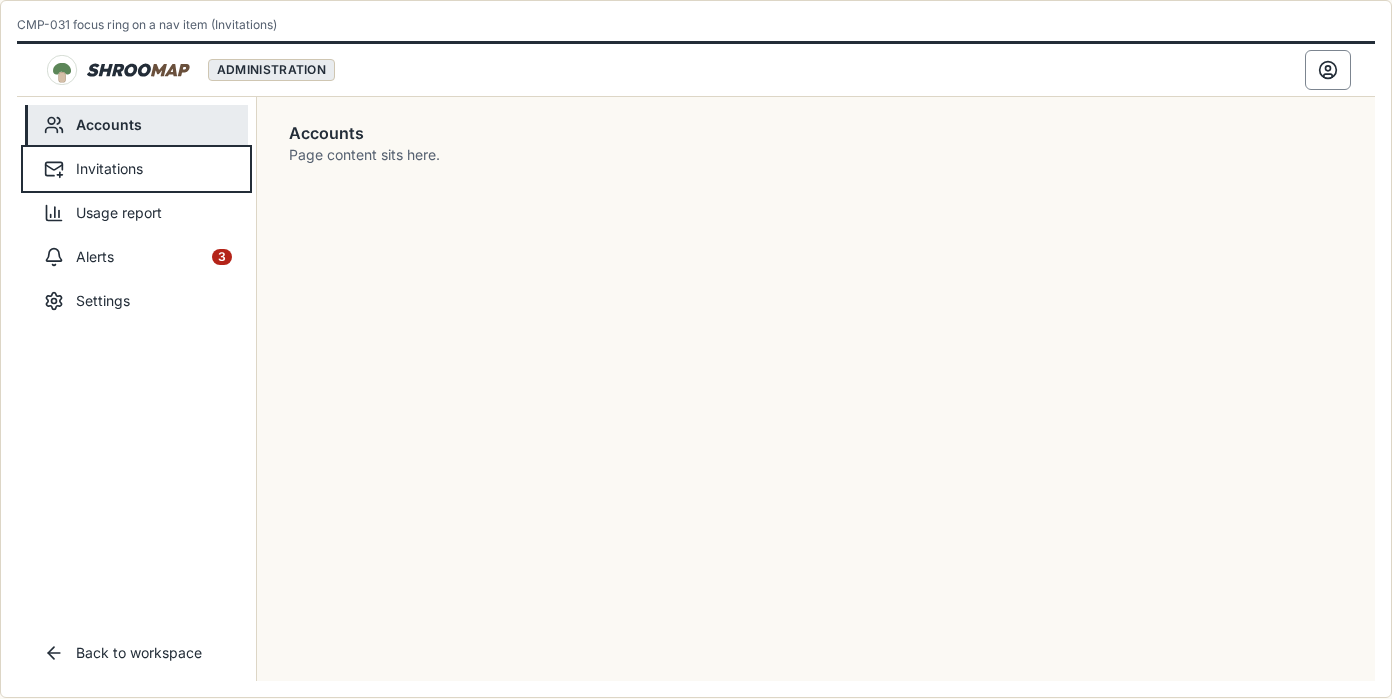 CMP-031 focus ring on a nav item (Invitations)
SHROOMAP ADMINISTRATION
Accounts
Invitations
Usage report
Alerts 3
Settings
Back to workspace
Accounts
Page content sits here.